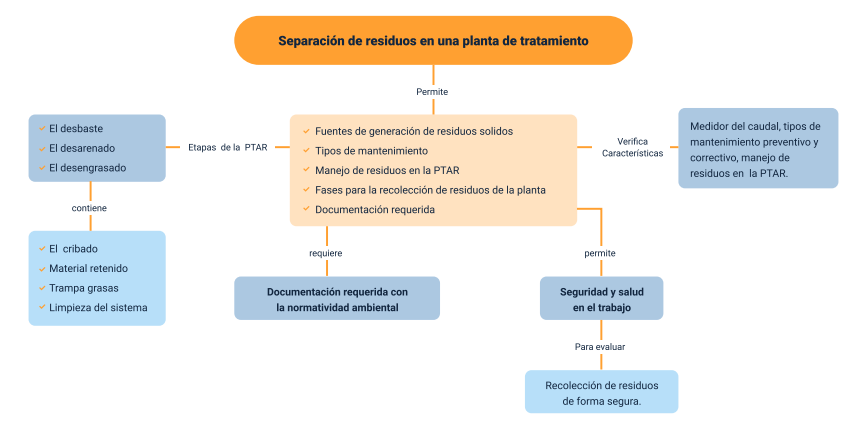 Separación de residuos en una planta de tratamiento
Permite
El desbaste
El desarenado
El desengrasado
Etapas de la PTAR
Fuentes de generación de residuos solidos
Tipos de mantenimiento
Manejo de residuos en la PTAR
Fases para la recolección de residuos de la planta
Documentación requerida
Verifica
Características
Medidor del caudal, tipos de
mantenimiento preventivo y
correctivo, manejo de
residuos en la PTAR.
contiene
El cribado
Material retenido
Trampa grasas
Limpieza del sistema
requiere
Documentación requerida con
la normatividad ambiental
permite
Seguridad y salud
en el trabajo
Para evaluar
Recolección de residuos
de forma segura.